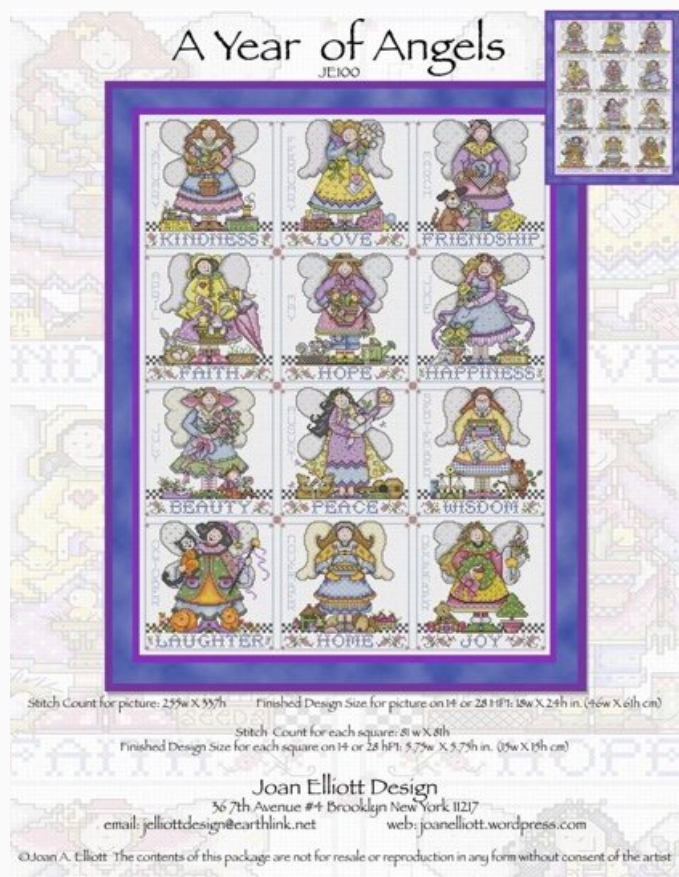 A Year of Angels
JE100
KINDNESS LOVE FRIENDSHIP
FAITH HOPE HAPPINESS
BEAUTY PEACE WISDOM
LAUGHTER HOME JOY
Stitch Count for picture: 255w X 337h Finished Design Size for picture on 14 or 28 HPI: 18w X 24h in. (46w X 61h cm)
Stitch Count for each square: 81 w X 81h
Finished Design Size for each square on 14 or 28 hPI: 5.75w X 5.75h in. (15w X 15h cm)
Joan Elliott Design
36 7th Avenue #4 Brooklyn New York 11217
email: jelliottdesign@earthlink.net web: joanelliott.wordpress.com
©Joan A. Elliott The contents of this package are not for resale or reproduction in any form without consent of the artist